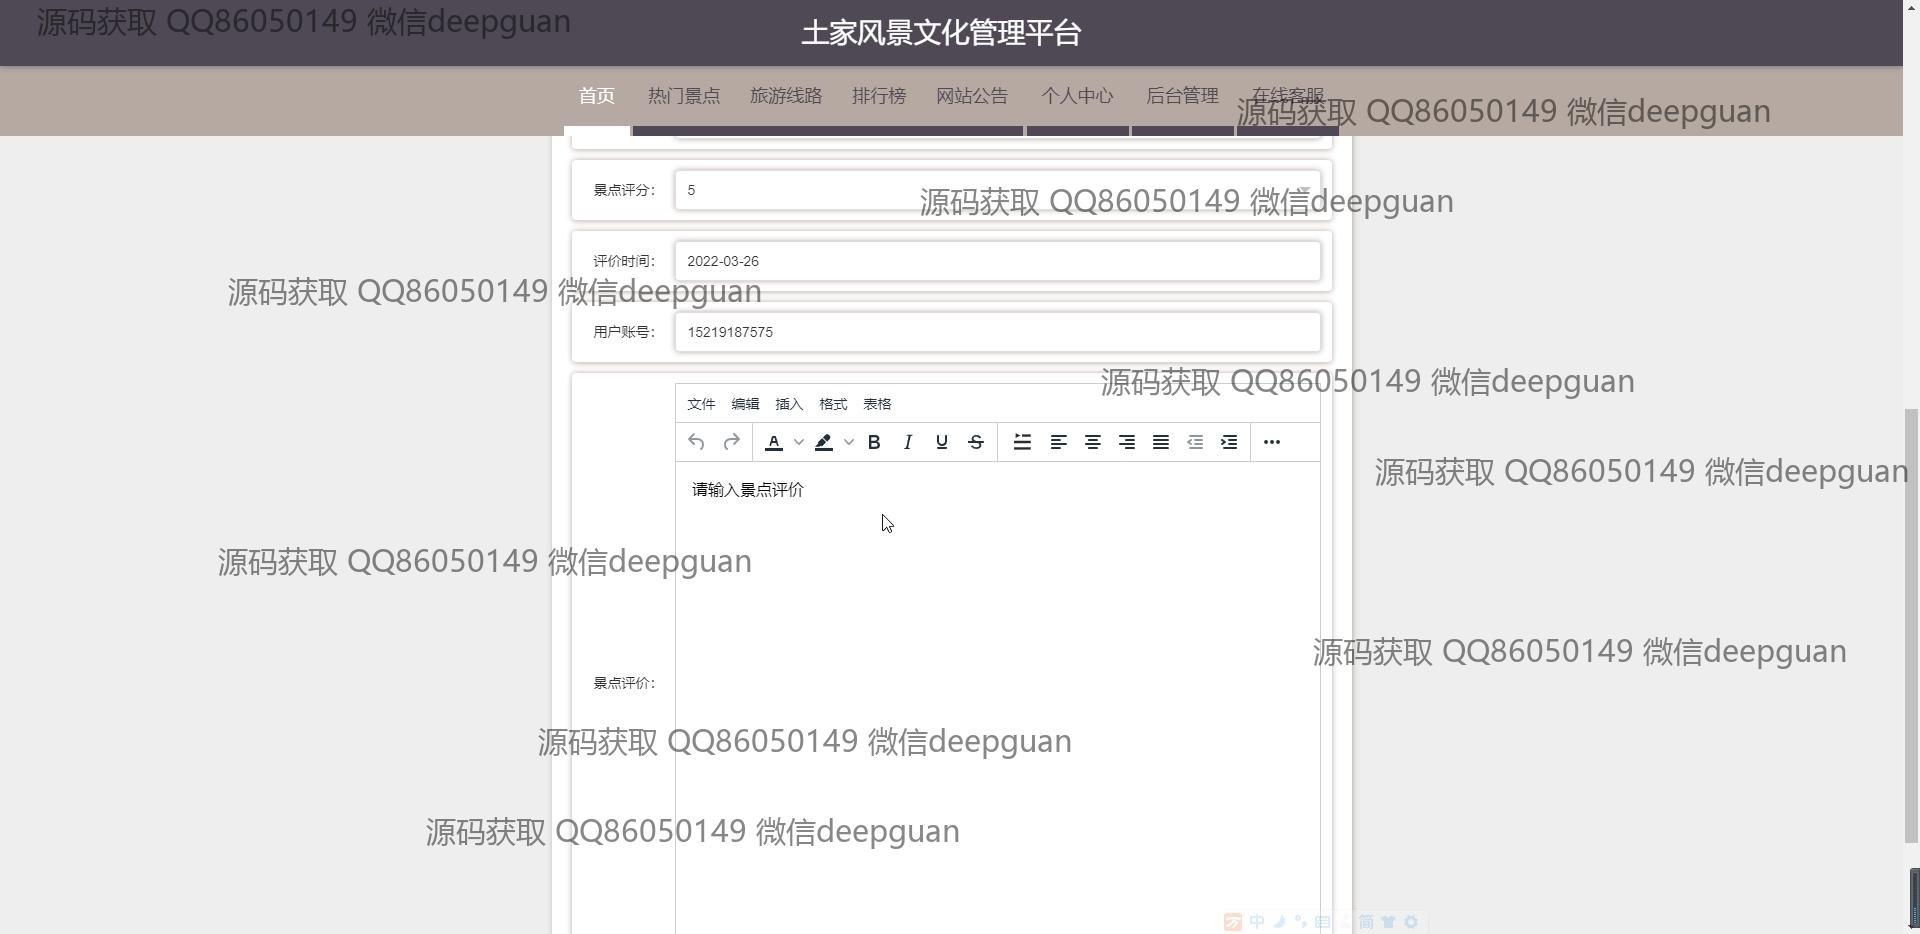 源码获取 QQ86050149 微信deepguan
土家风景文化管理平台
首页 热门景点 旅游线路 排行榜 网站公告 个人中心 后台管理 在线客服
源码获取 QQ86050149 微信deepguan
景点评分： 5
源码获取 QQ86050149 微信deepguan
评价时间： 2022-03-26
源码获取 QQ86050149 微信deepguan
用户账号： 15219187575
源码获取 QQ86050149 微信deepguan
文件 编辑 插入 格式 表格
源码获取 QQ86050149 微信deepguan
请输入景点评价
源码获取 QQ86050149 微信deepguan
源码获取 QQ86050149 微信deepguan
景点评价：
源码获取 QQ86050149 微信deepguan
源码获取 QQ86050149 微信deepguan
中 简